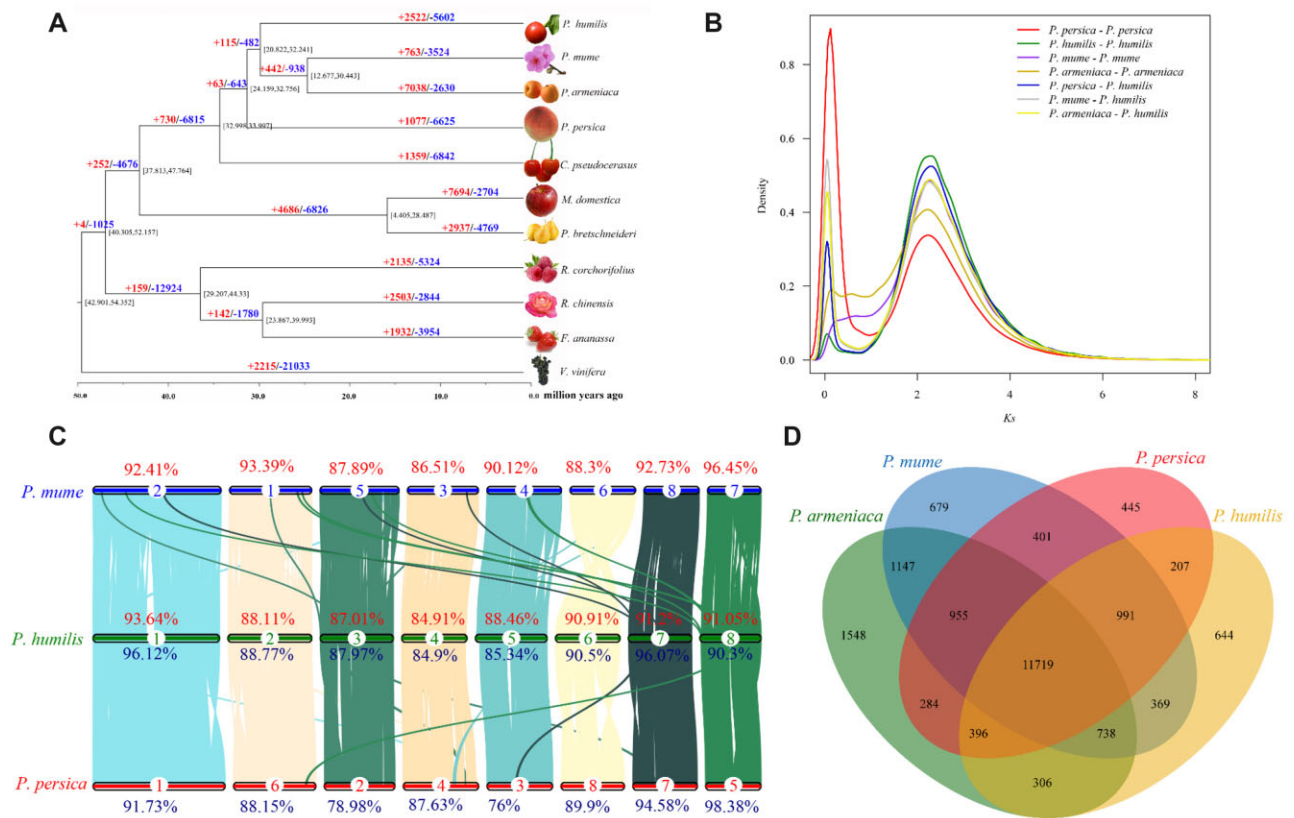 A
+2522/-5602
P. humilis
+115/-482
[20.822,32.241]
+763/-3524
P. mume
+442/-938
[12.677,30.443]
+63/-643
[24.159,32.756]
+7038/-2630
P. armeniaca
+730/-6815
[32.998,33.997]
+1077/-6625
P. persica
+252/-4676
[37.813,47.764]
+1359/-6842
C. pseudocerasus
+7694/-2704
M. domestica
+4686/-6826
[4.405,28.487]
+4/-1025
[40.305,52.157]
+2937/-4769
P. bretschneideri
+2135/-5324
R. corchorifolius
+159/-12924
[29.207,44.33]
[42.901,54.352]
+2503/-2844
R. chinensis
+142/-1780
[23.867,39.993]
+1932/-3954
F. ananassa
+2215/-21033
V. vinifera
50.0 40.0 30.0 20.0 10.0 0.0 million years ago
B
P. persica - P. persica
P. humilis - P. humilis
P. mume - P. mume
P. armeniaca - P. armeniaca
P. persica - P. humilis
P. mume - P. humilis
P. armeniaca - P. humilis
0.8
0.6
0.4
0.2
0.0
Density
0 2 4 6 8
Ks
C
92.41% 93.39% 87.89% 86.51% 90.12% 88.3% 92.73% 96.45%
P. mume 2 1 5 3 4 6 8 7
93.64% 88.11% 87.01% 84.91% 88.46% 90.91% 91.2% 91.05%
P. humilis 1 2 3 4 5 6 7 8
96.12% 88.77% 87.97% 84.9% 85.34% 90.5% 96.07% 90.3%
P. persica 1 6 2 4 3 8 7 5
91.73% 88.15% 78.98% 87.63% 76% 89.9% 94.58% 98.38%
D
P. mume P. persica
P. armeniaca P. humilis
679 445
401
1147 207
955 991
1548 644
11719
284 369
396 738
306